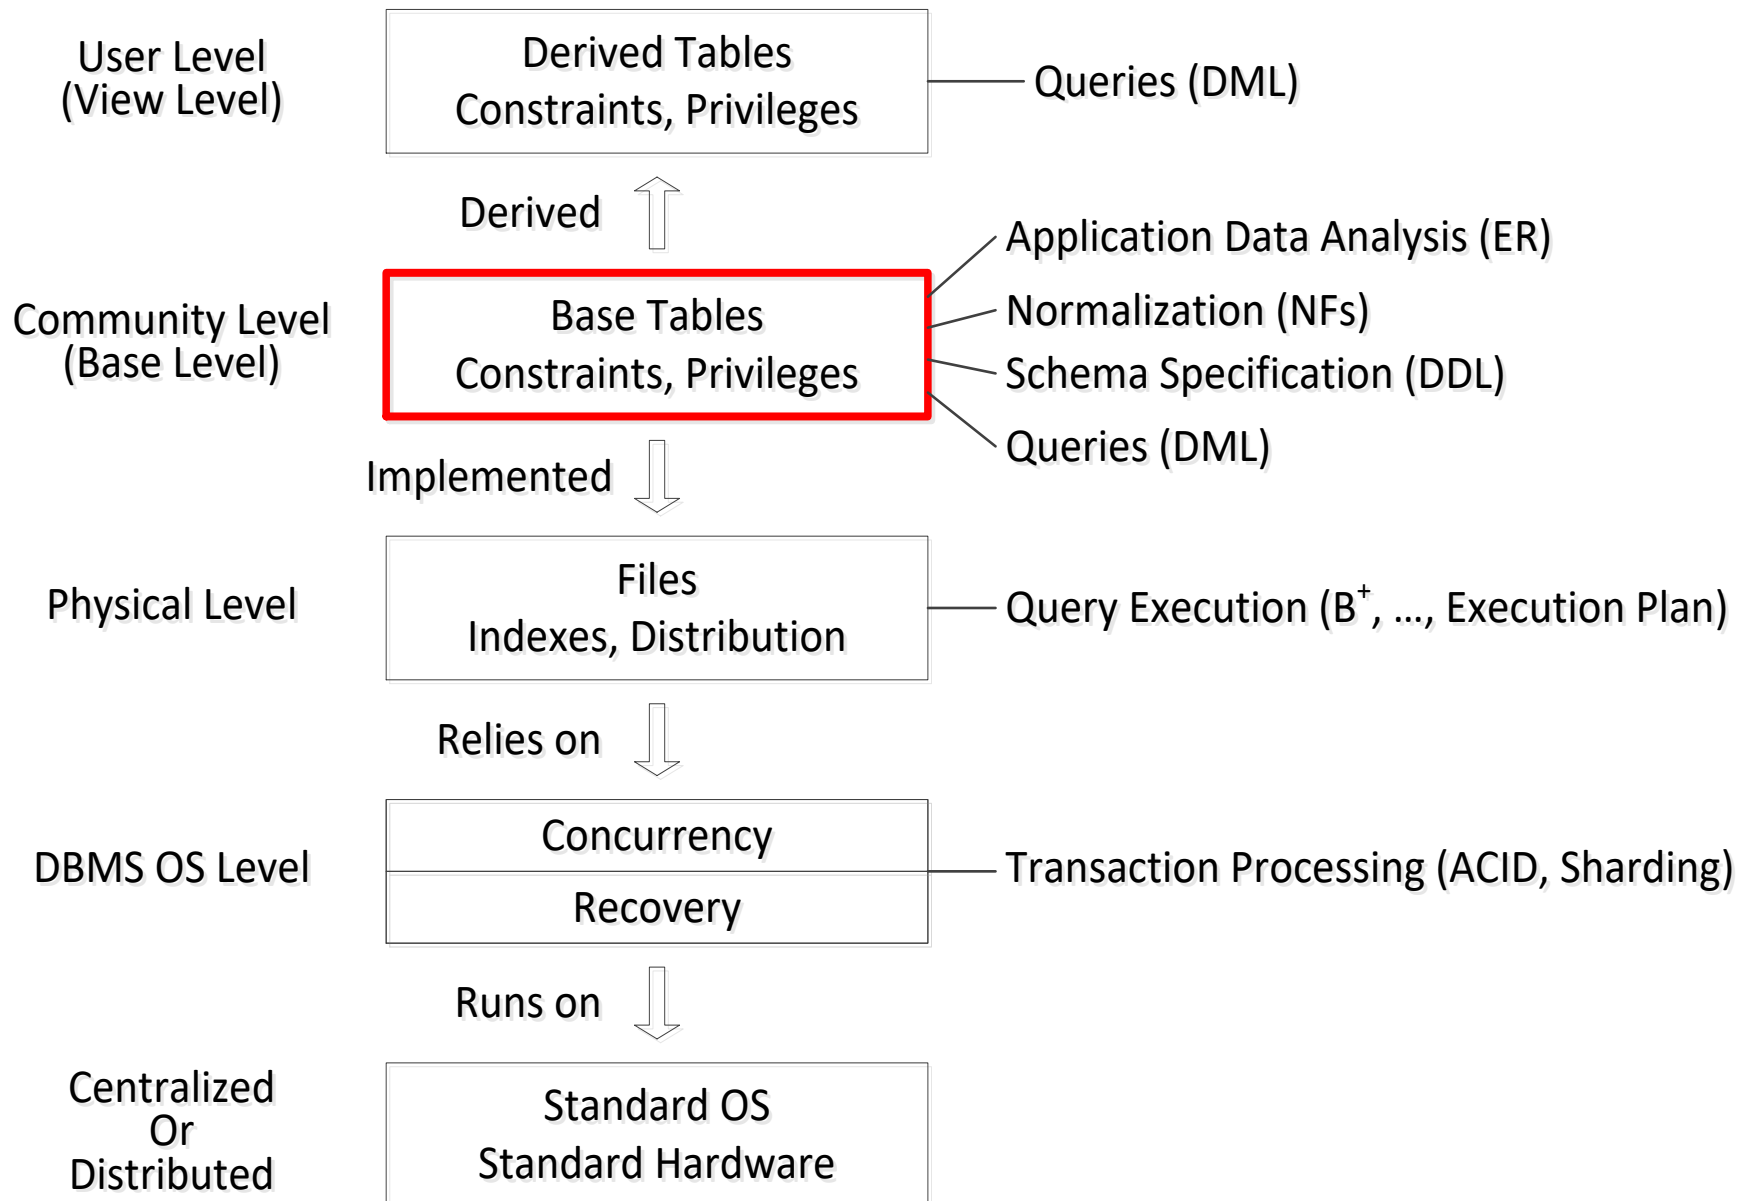 User Level
(View Level)
Derived Tables
Constraints, Privileges
Queries (DML)
Derived
Community Level
(Base Level)
Base Tables
Constraints, Privileges
Application Data Analysis (ER)
Normalization (NFs)
Schema Specification (DDL)
Queries (DML)
Implemented
Physical Level
Files
Indexes, Distribution
Query Execution (B⁺, ..., Execution Plan)
Relies on
DBMS OS Level
Concurrency
Recovery
Transaction Processing (ACID, Sharding)
Runs on
Centralized
Or
Distributed
Standard OS
Standard Hardware